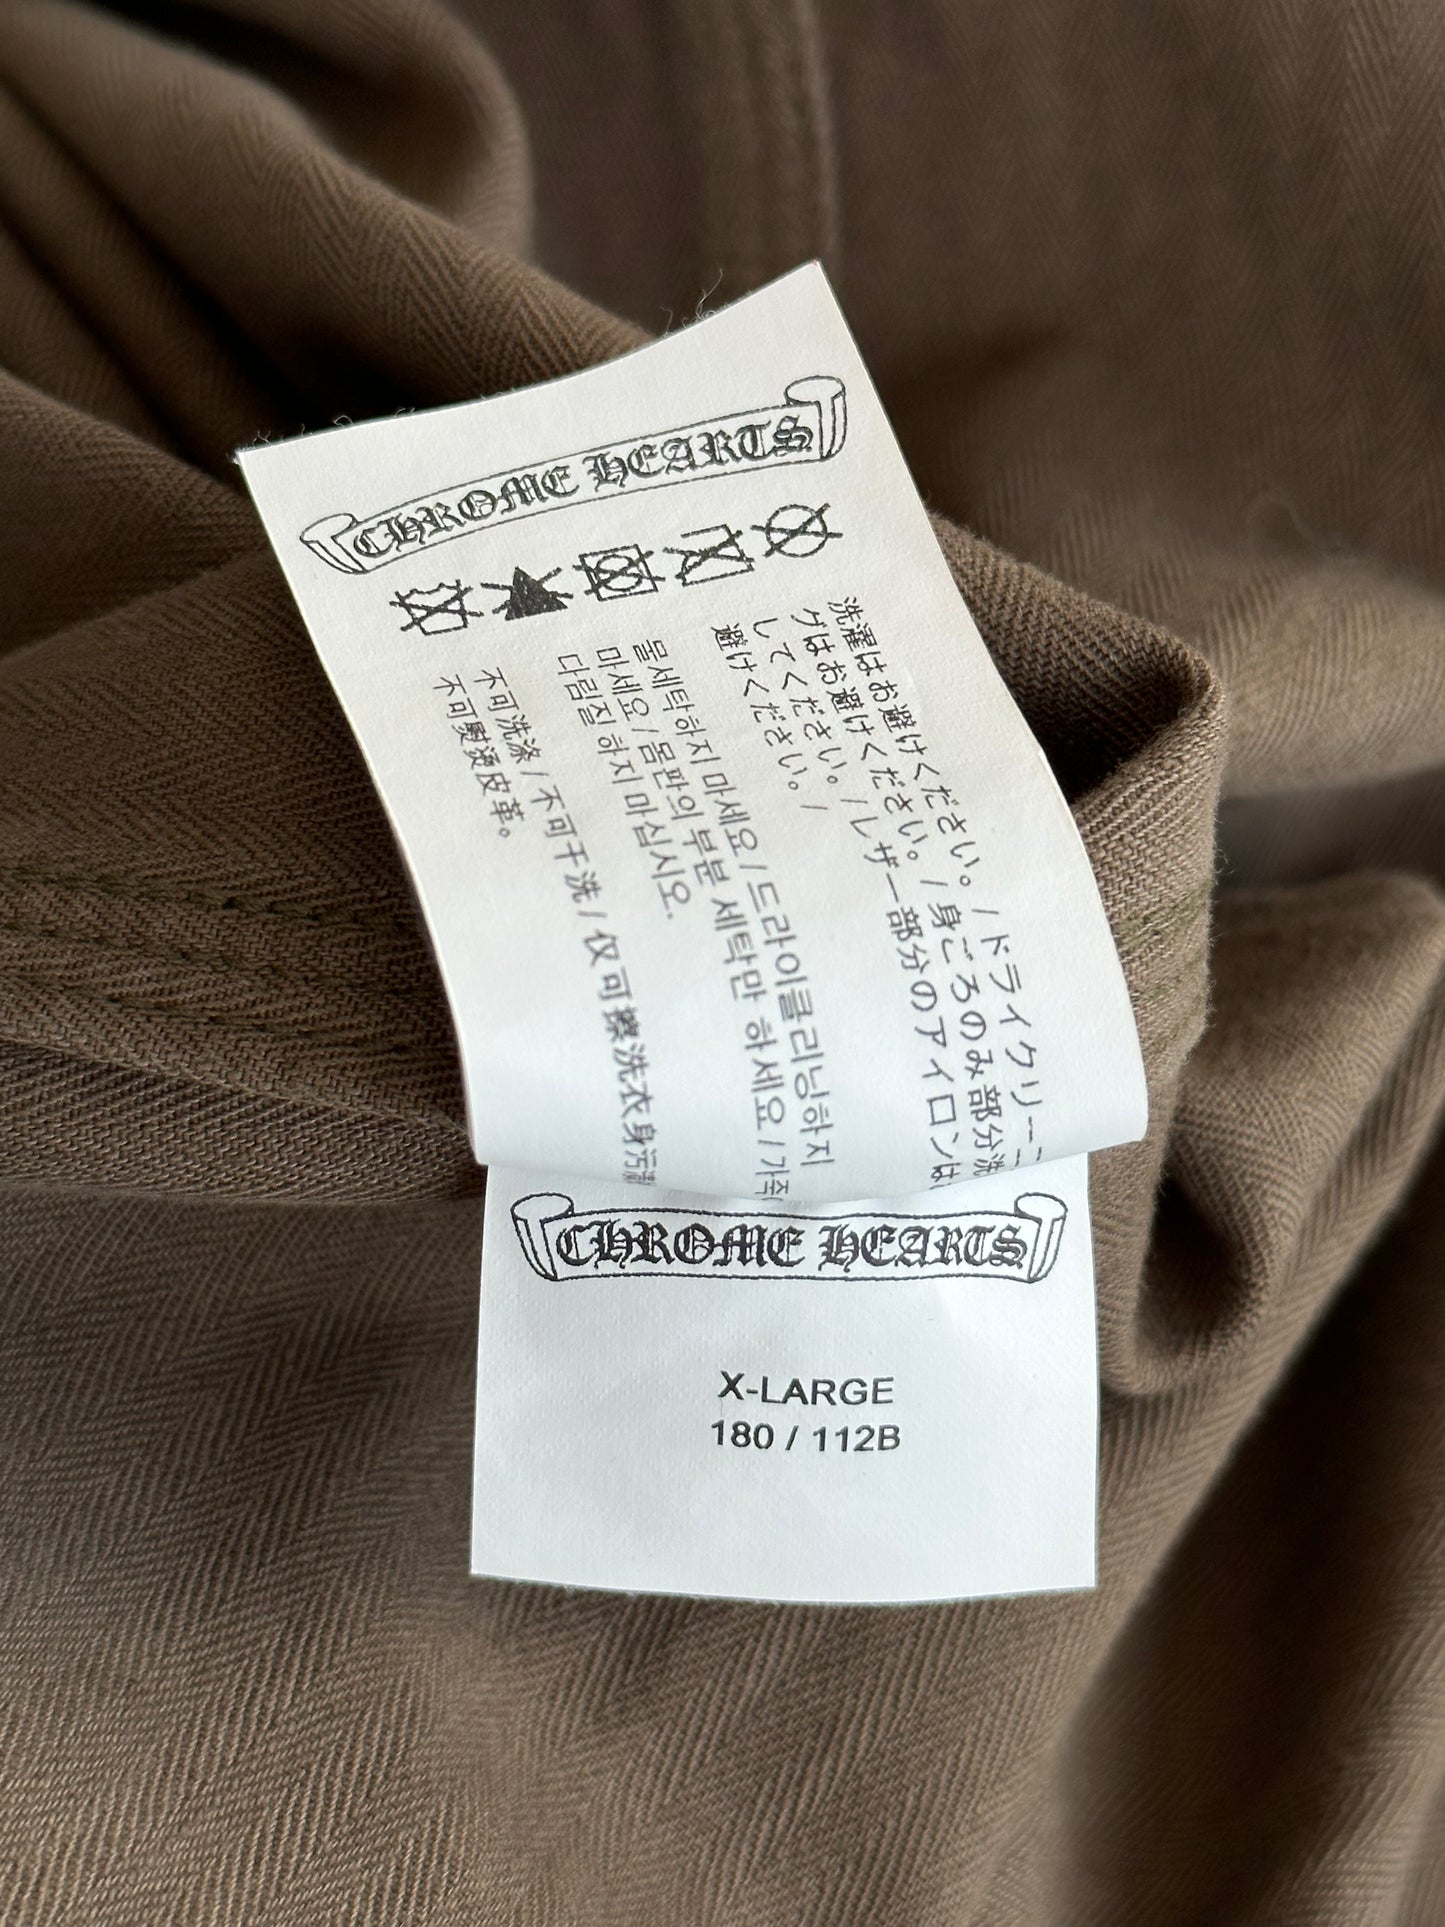 CHROME HEARTS
洗濯はお避けください。/ ドライクリーニ
グはお避けください。/ 身ごろのみ部分洗
してください。/ レザー部分のアイロンは
避けください。/
물세탁하지 마세요 / 드라이클리닝하지
마세요 / 몸판의 부분 세탁만 하세요 / 가죽
다림질 하지 마십시오.
不可洗涤 / 不可干洗 / 仅可擦洗衣身污
不可熨烫皮革。
CHROME HEARTS
X-LARGE
180 / 112B